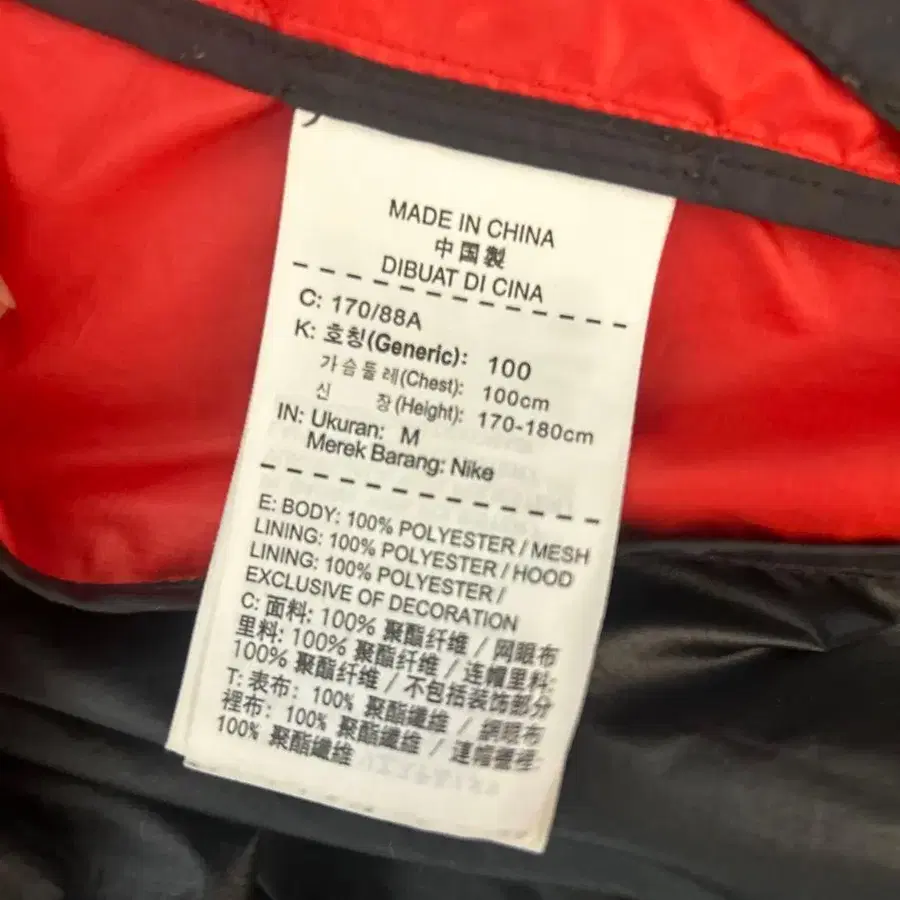 MADE IN CHINA
中国製
DIBUAT DI CINA
C: 170/88A
K: 호칭(Generic): 100
가슴둘레(Chest): 100cm
신 장(Height): 170-180cm
IN: Ukuran: M
Merek Barang: Nike
E: BODY: 100% POLYESTER / MESH
LINING: 100% POLYESTER / HOOD
LINING: 100% POLYESTER /
EXCLUSIVE OF DECORATION
C: 面料: 100% 聚酯纤维 / 网眼布
里料: 100% 聚酯纤维 / 连帽里料:
100% 聚酯纤维 / 不包括装饰部分
T: 表布: 100% 聚酯纖維 / 網眼布
裡布: 100% 聚酯纖維 / 連帽襯裡:
100% 聚酯纖維